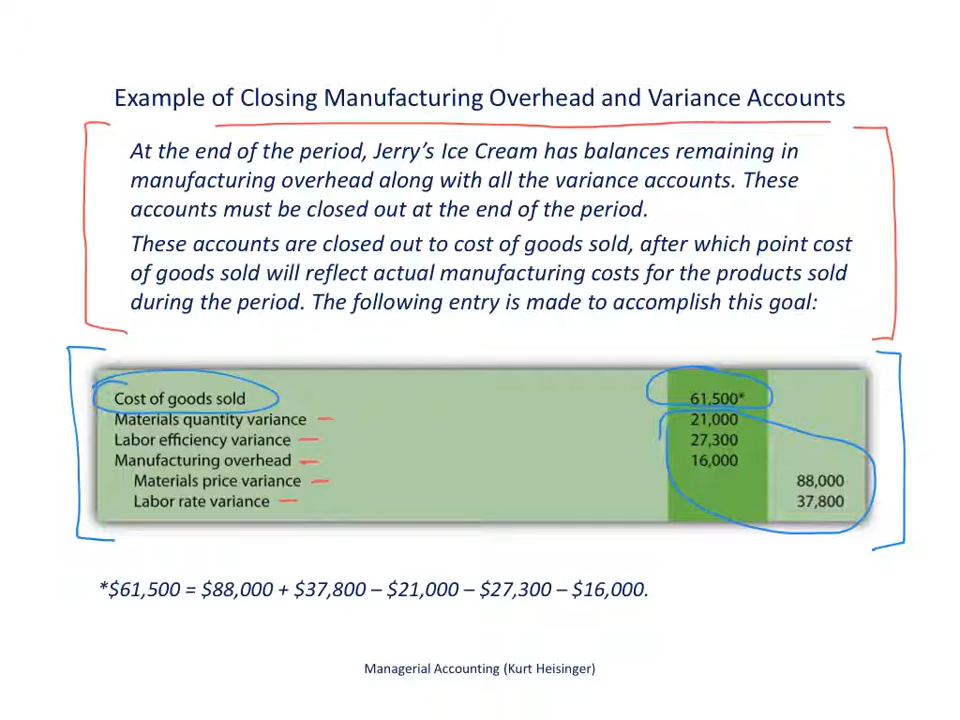 Example of Closing Manufacturing Overhead and Variance Accounts
At the end of the period, Jerry's Ice Cream has balances remaining in
manufacturing overhead along with all the variance accounts. These
accounts must be closed out at the end of the period.
These accounts are closed out to cost of goods sold, after which point cost
of goods sold will reflect actual manufacturing costs for the products sold
during the period. The following entry is made to accomplish this goal:
Cost of goods sold 61,500*
Materials quantity variance 21,000
Labor efficiency variance 27,300
Manufacturing overhead 16,000
Materials price variance 88,000
Labor rate variance 37,800
*$61,500 = $88,000 + $37,800 – $21,000 – $27,300 – $16,000.
Managerial Accounting (Kurt Heisinger)